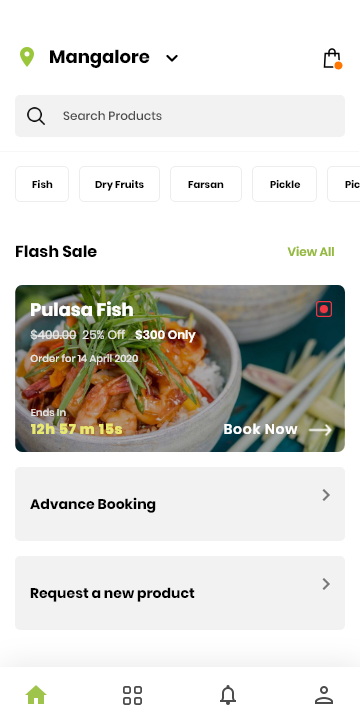 Mangalore
Search Products
Fish
Dry Fruits
Farsan
Pickle
Pic
Flash Sale
View All
Pulasa Fish
$400.00 25% Off $300 Only
Order for 14 April 2020
Ends In
12h 57 m 15s
Book Now
Advance Booking
Request a new product